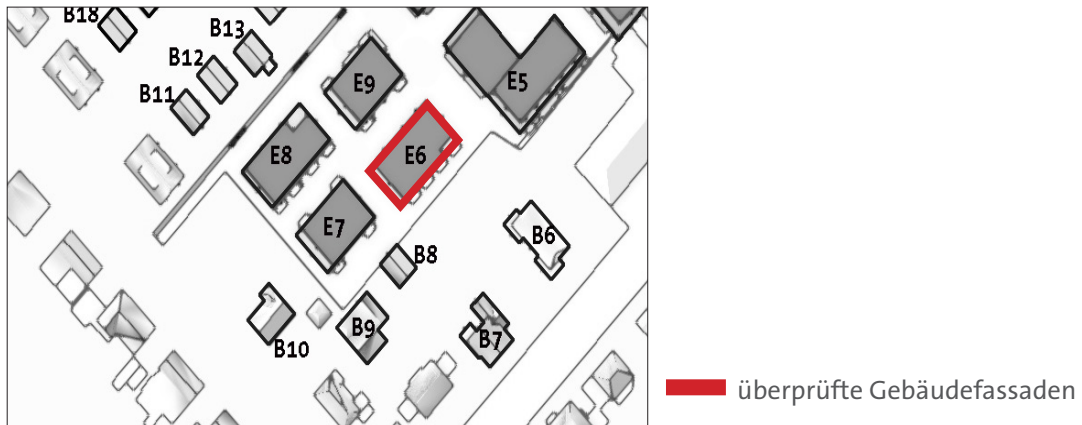 B18
B13
B12
B11
E9
E5
E8
E6
E7
B6
B8
B9
B7
B10
überprüfte Gebäudefassaden